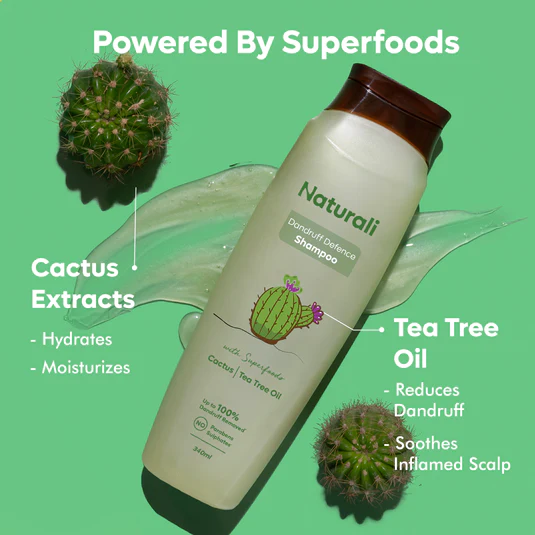 Powered By Superfoods
Naturali
Dandruff Defence
Shampoo
Cactus
Extracts
- Hydrates
- Moisturizes
Tea Tree
Oil
- Reduces
Dandruff
- Soothes
Inflamed Scalp
with Superfoods
Cactus | Tea Tree Oil
Up to 100%
Dandruff Removed
NO Parabens
Sulphates
340ml